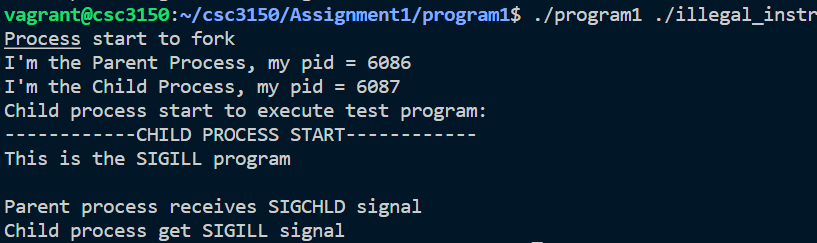 vagrant@csc3150:~/csc3150/Assignment1/program1$ ./program1 ./illegal_instr
Process start to fork
I'm the Parent Process, my pid = 6086
I'm the Child Process, my pid = 6087
Child process start to execute test program:
------------CHILD PROCESS START------------
This is the SIGILL program
Parent process receives SIGCHLD signal
Child process get SIGILL signal